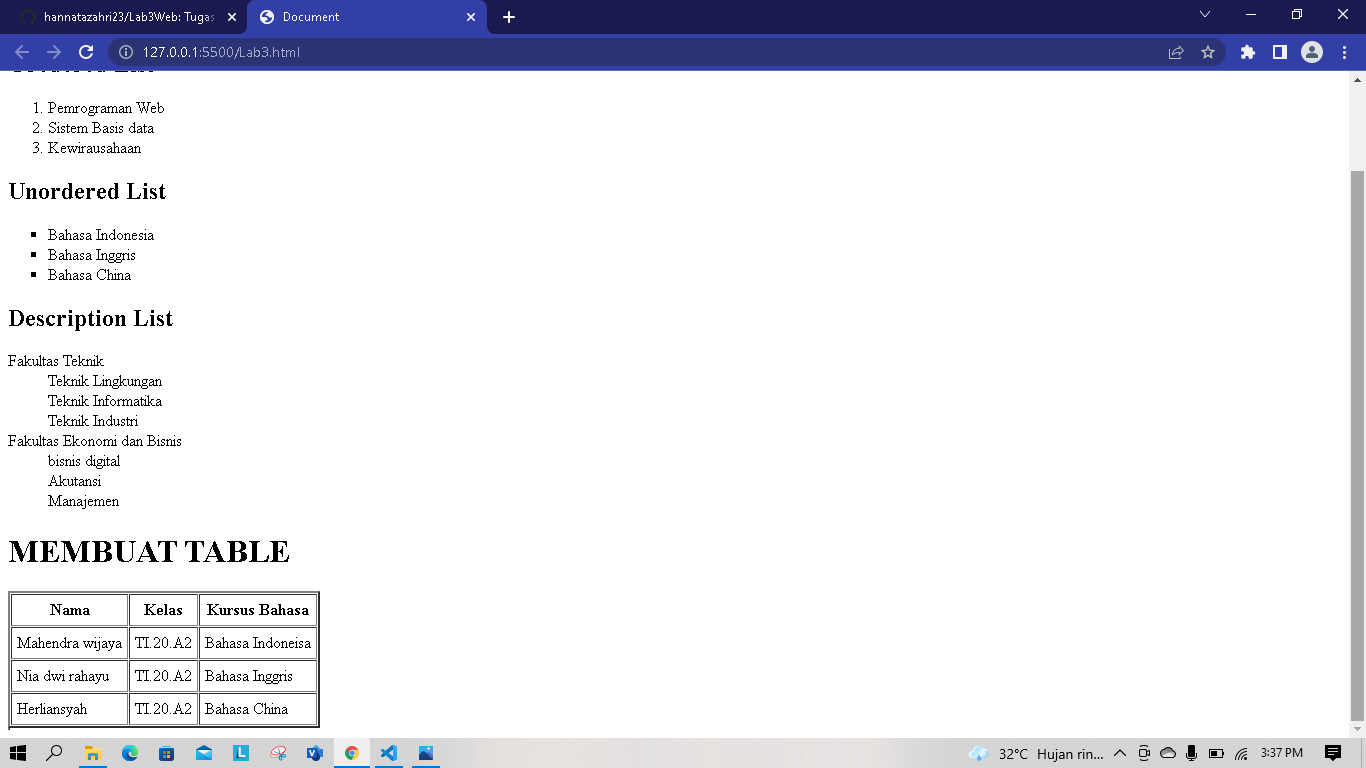 hannatazahri23/Lab3Web: Tugas
Document
127.0.0.1:5500/Lab3.html
1. Pemrograman Web
2. Sistem Basis data
3. Kewirausahaan
Unordered List
Bahasa Indonesia
Bahasa Inggris
Bahasa China
Description List
Fakultas Teknik
Teknik Lingkungan
Teknik Informatika
Teknik Industri
Fakultas Ekonomi dan Bisnis
bisnis digital
Akutansi
Manajemen
MEMBUAT TABLE
Nama Kelas Kursus Bahasa
Mahendra wijaya TI.20.A2 Bahasa Indoneisa
Nia dwi rahayu TI.20.A2 Bahasa Inggris
Herliansyah TI.20.A2 Bahasa China
32°C Hujan rin... 3:37 PM